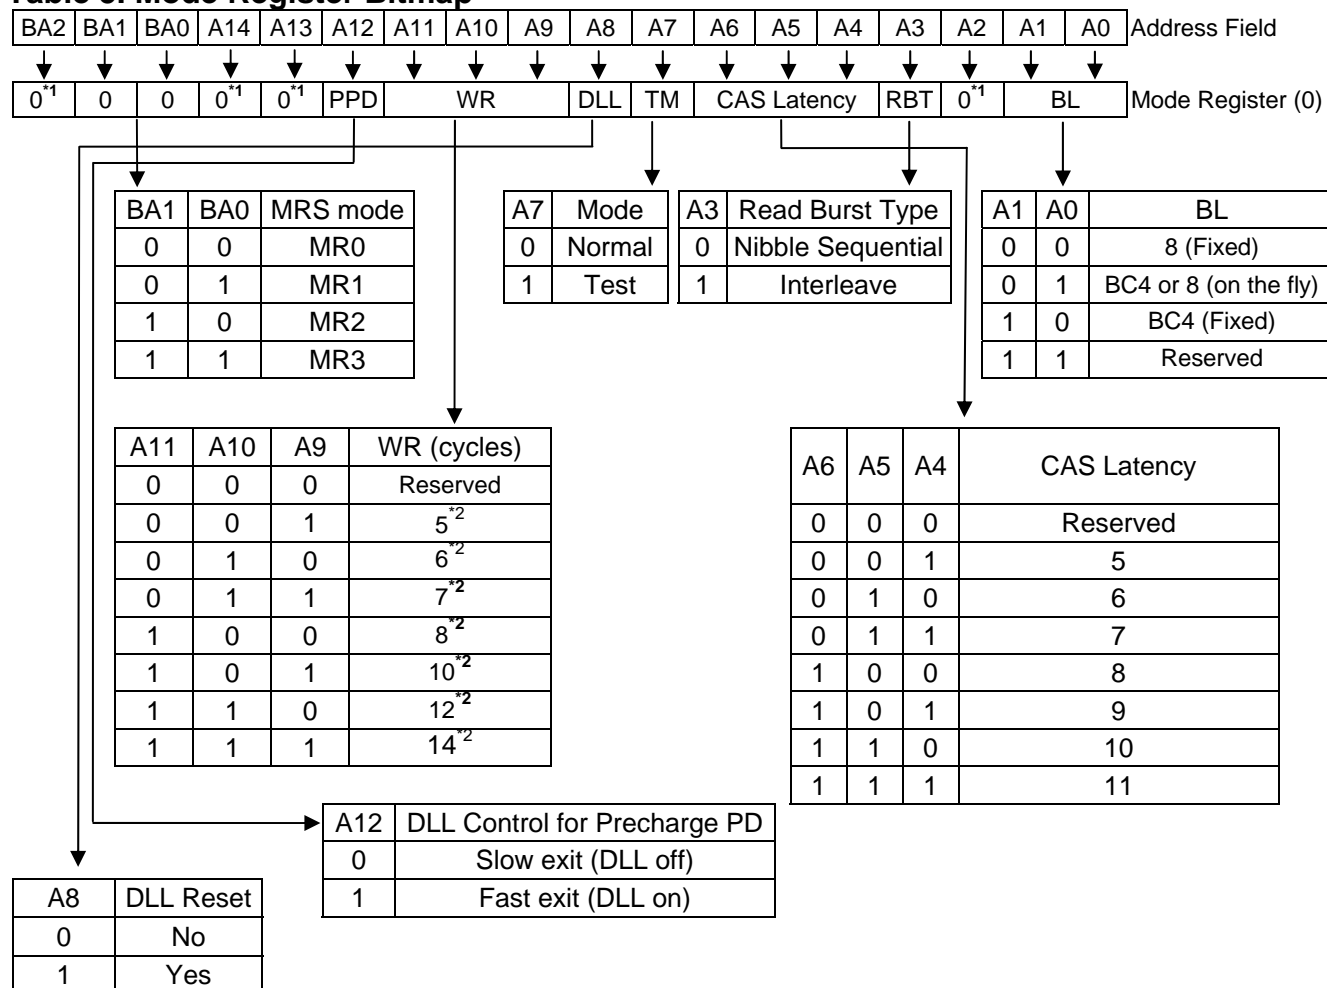 Table 5. Mode Register Bitmap
BA2 BA1 BA0 A14 A13 A12 A11 A10 A9 A8 A7 A6 A5 A4 A3 A2 A1 A0 Address Field
0*1 0 0 0*1 0*1 PPD WR DLL TM CAS Latency RBT 0*1 BL Mode Register (0)
BA1 BA0 MRS mode
0 0 MR0
0 1 MR1
1 0 MR2
1 1 MR3
A7 Mode
0 Normal
1 Test
A3 Read Burst Type
0 Nibble Sequential
1 Interleave
A1 A0 BL
0 0 8 (Fixed)
0 1 BC4 or 8 (on the fly)
1 0 BC4 (Fixed)
1 1 Reserved
A11 A10 A9 WR (cycles)
0 0 0 Reserved
0 0 1 5*2
0 1 0 6*2
0 1 1 7*2
1 0 0 8*2
1 0 1 10*2
1 1 0 12*2
1 1 1 14*2
A6 A5 A4 CAS Latency
0 0 0 Reserved
0 0 1 5
0 1 0 6
0 1 1 7
1 0 0 8
1 0 1 9
1 1 0 10
1 1 1 11
A12 DLL Control for Precharge PD
0 Slow exit (DLL off)
1 Fast exit (DLL on)
A8 DLL Reset
0 No
1 Yes